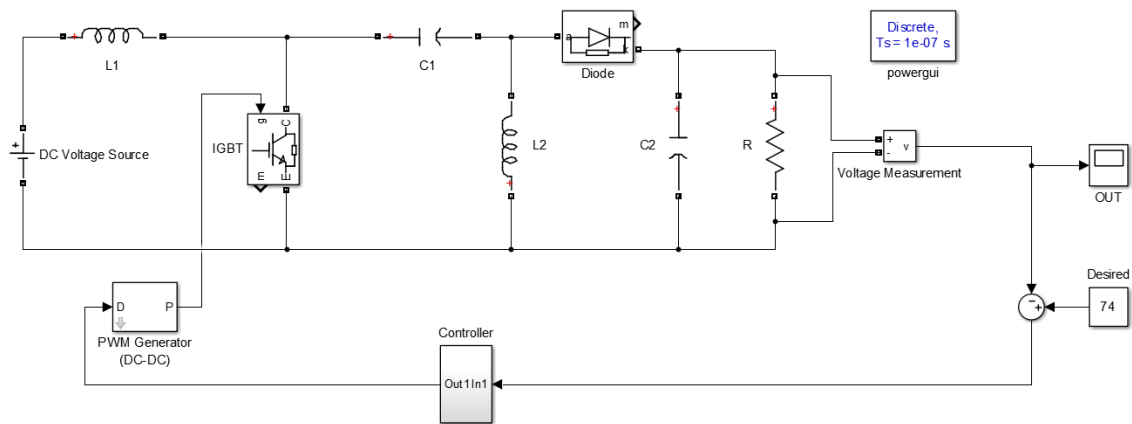 Discrete,
Ts = 1e-07 s
powergui
m
a
k
Diode
L1
C1
g
C
IGBT
m
E
+
DC Voltage Source
L2
C2
R
+
-
v
Voltage Measurement
OUT
Desired
74
D
P
PWM Generator
(DC-DC)
Controller
Out1 In1